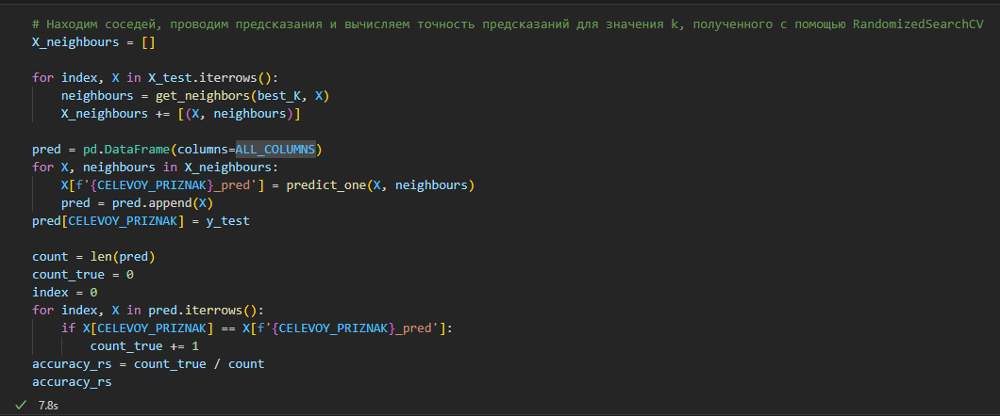 # Находим соседей, проводим предсказания и вычисляем точность предсказаний для значения k, полученного с помощью RandomizedSearchCV
X_neighbours = []
for index, X in X_test.iterrows():
    neighbours = get_neighbors(best_K, X)
    X_neighbours += [(X, neighbours)]
pred = pd.DataFrame(columns=ALL_COLUMNS)
for X, neighbours in X_neighbours:
    X[f'{CELEVOY_PRIZNAK}_pred'] = predict_one(X, neighbours)
    pred = pred.append(X)
pred[CELEVOY_PRIZNAK] = y_test
count = len(pred)
count_true = 0
index = 0
for index, X in pred.iterrows():
    if X[CELEVOY_PRIZNAK] == X[f'{CELEVOY_PRIZNAK}_pred']:
        count_true += 1
accuracy_rs = count_true / count
accuracy_rs
7.8s